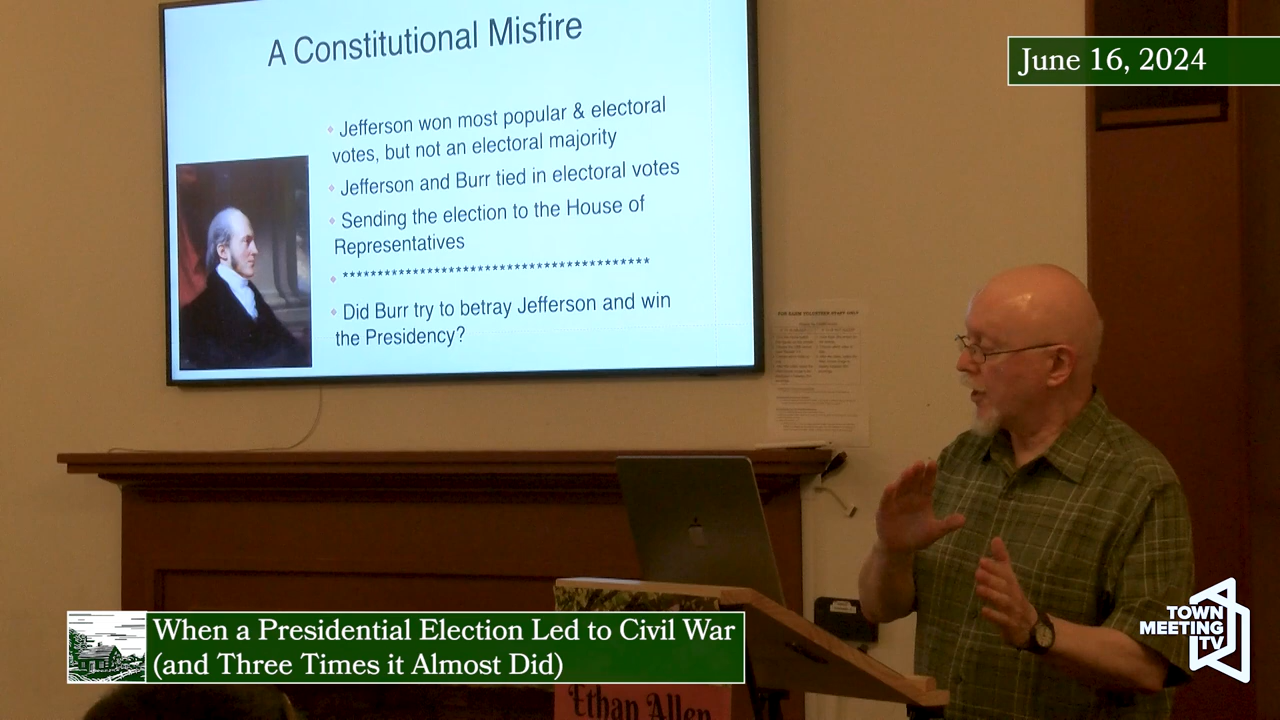 A Constitutional Misfire
June 16, 2024
• Jefferson won most popular & electoral
votes, but not an electoral majority
• Jefferson and Burr tied in electoral votes
• Sending the election to the House of
Representatives
• ********************************************
• Did Burr try to betray Jefferson and win
the Presidency?
When a Presidential Election Led to Civil War
(and Three Times it Almost Did)
TOWN
MEETING
TV
Ethan Allen